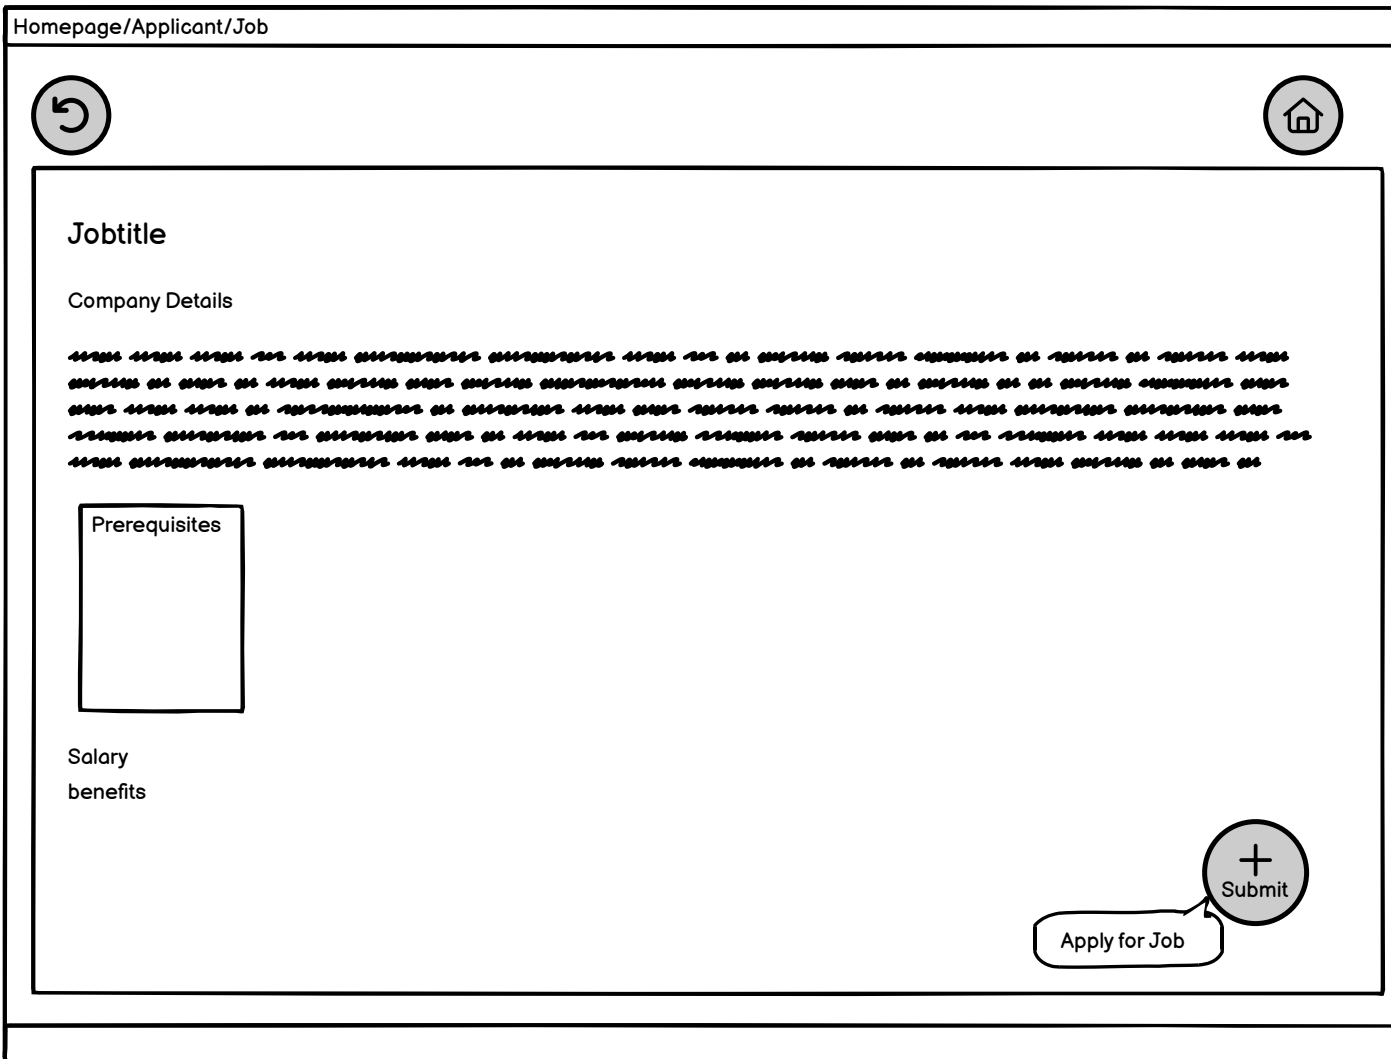 Homepage/Applicant/Job
Jobtitle
Company Details
Prerequisites
Salary
benefits
Submit
Apply for Job